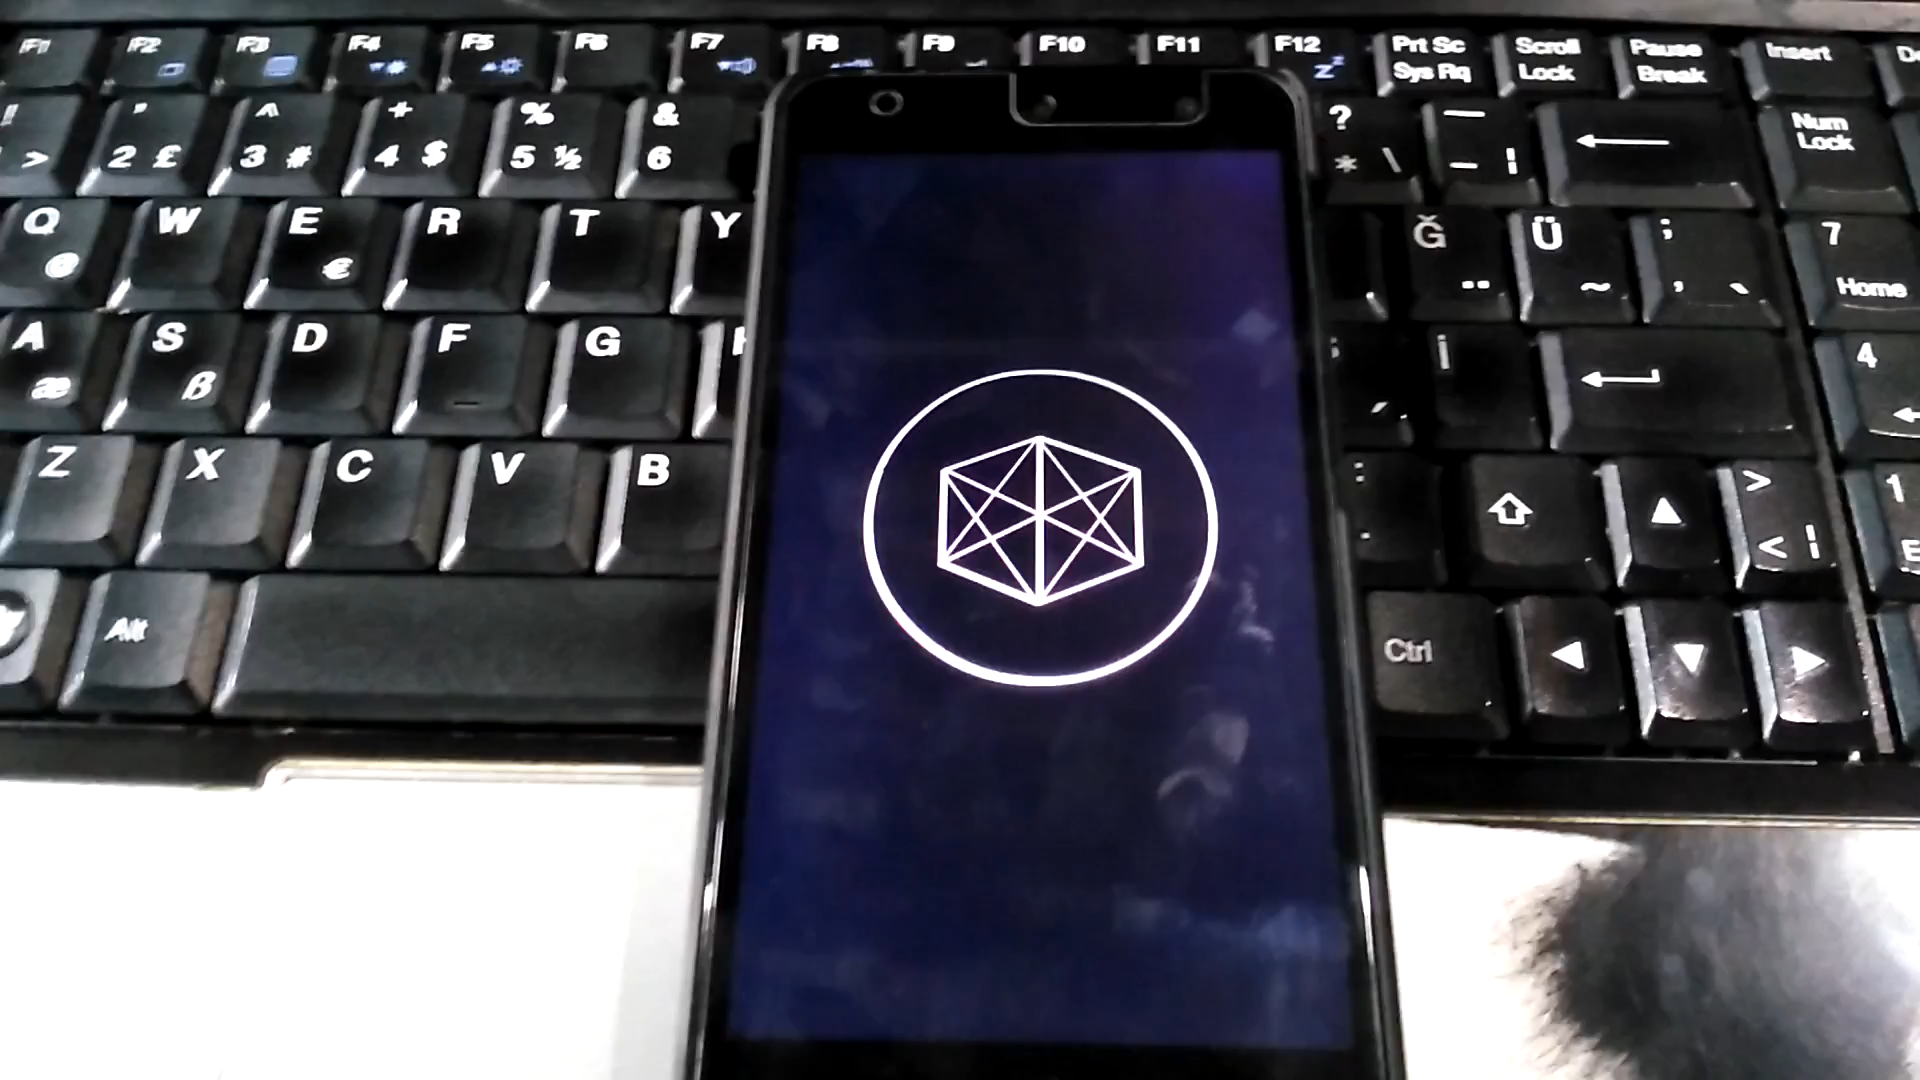 F1 F2 F3 F4 F5 F6 F7 F8 F9 F10 F11 F12 Prt Sc Scroll Pause Insert
Sys Rq Lock Break
" ^ + % & ? Num
> 2 £ 3 # 4 $ 5 ½ 6 * \ - ¦ Lock
Q W E R T Y Ğ Ü ; 7
@ € ¨ ~ , ` Home
A S D F G İ 4
æ ß ´
Z X C V B : > 1
. < ¦
Alt Ctrl